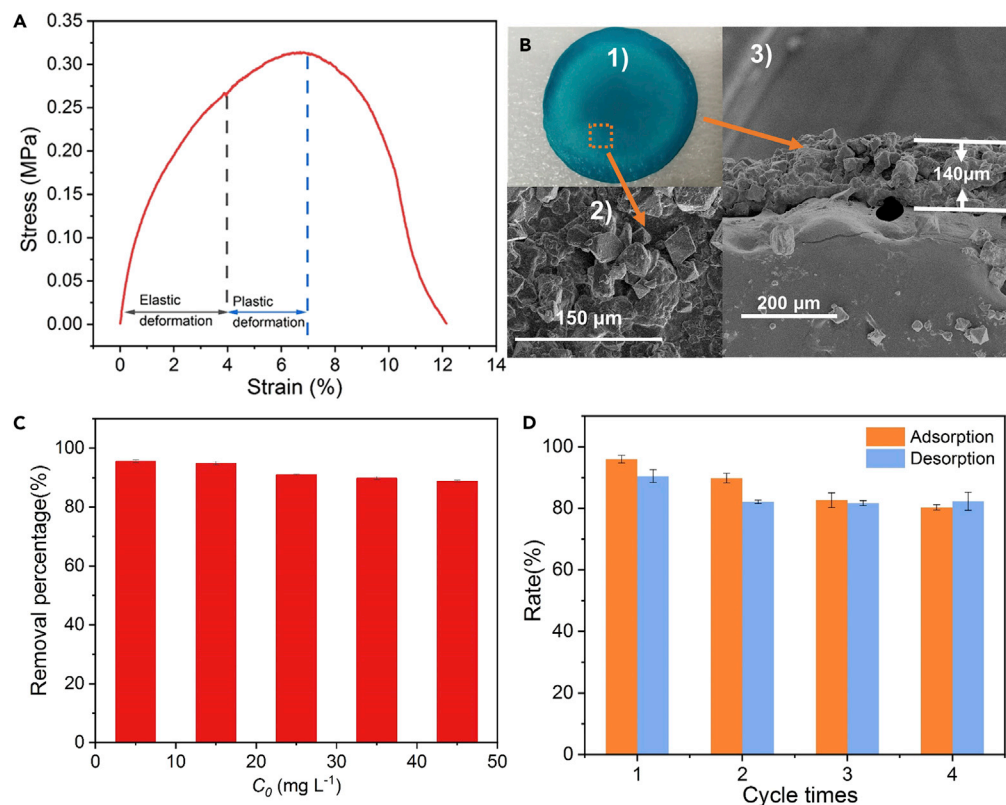 A
Stress (MPa)
0.35
0.30
0.25
0.20
0.15
0.10
0.05
0.00
Elastic
deformation
Plastic
deformation
0 2 4 6 8 10 12 14
Strain (%)
B
1)
2)
150 μm
3)
140μm
200 μm
C
Removal percentage(%)
100
80
60
40
20
0
0 10 20 30 40 50
C0 (mg L-1)
D
Rate(%)
100
80
60
40
20
0
Adsorption
Desorption
1 2 3 4
Cycle times